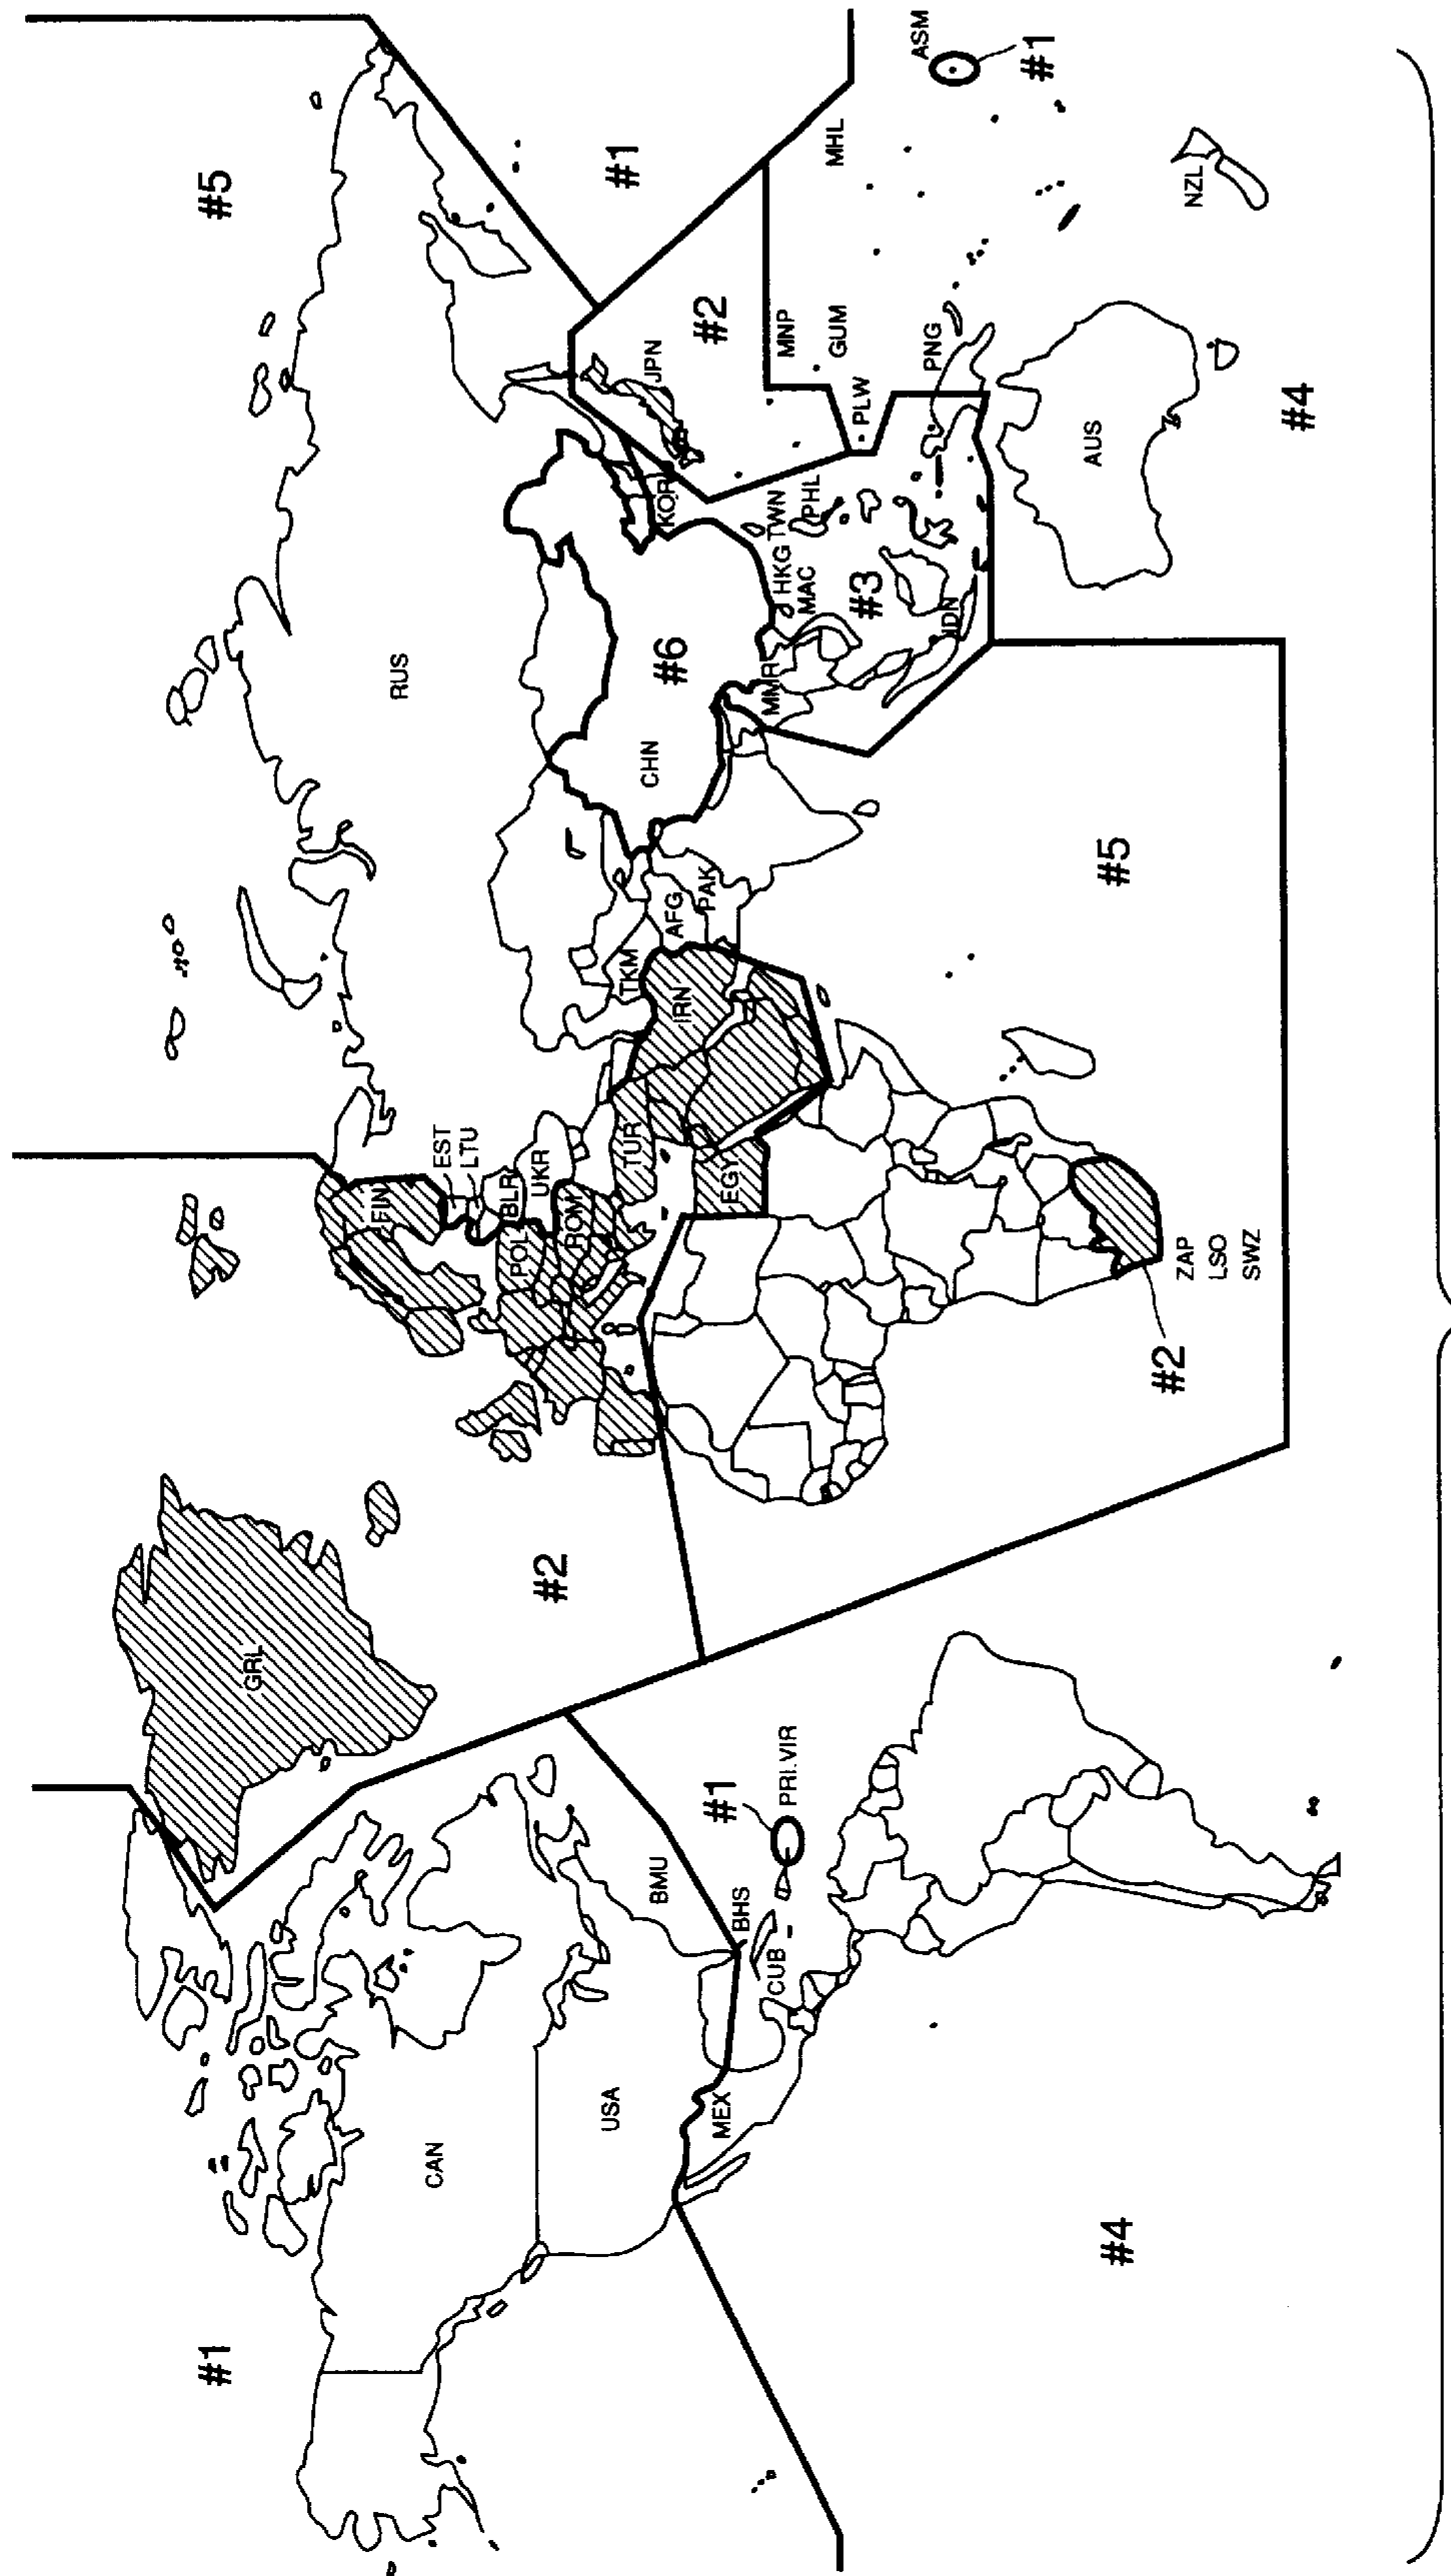 #1
CAN
USA
MEX
#4
CUB
BHS
BMU
#1
PRI.VIR
GRL
#2
FIN
EST
LTU
BLR
UKR
POL
ROM
TUR
EGY
IRN
TKM
AFG
PAK
#2
ZAP
LSO
SWZ
#5
RUS
#5
CHN
#6
MMR
HKG
MAC
TWN
PHL
#3
IDN
KOR
JPN
#2
#1
MNP
GUM
PLW
PNG
MHL
ASM
#1
AUS
NZL
#4